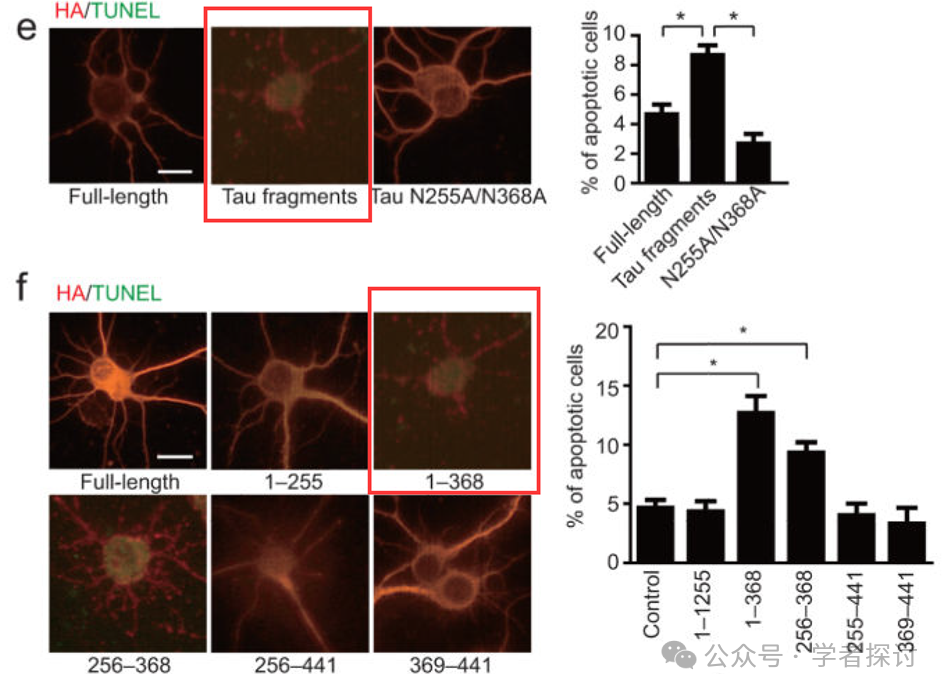 e
HA/TUNEL
Full-length
Tau fragments
Tau N255A/N368A
% of apoptotic cells
10
8
6
4
2
0
*
*
Full-length
Tau fragments
N255A/N368A
f
HA/TUNEL
Full-length
1–255
1–368
256–368
256–441
369–441
% of apoptotic cells
20
15
10
5
0
*
*
Control
1–1255
1–368
256–368
255–441
369–441
公众号 · 学者探讨